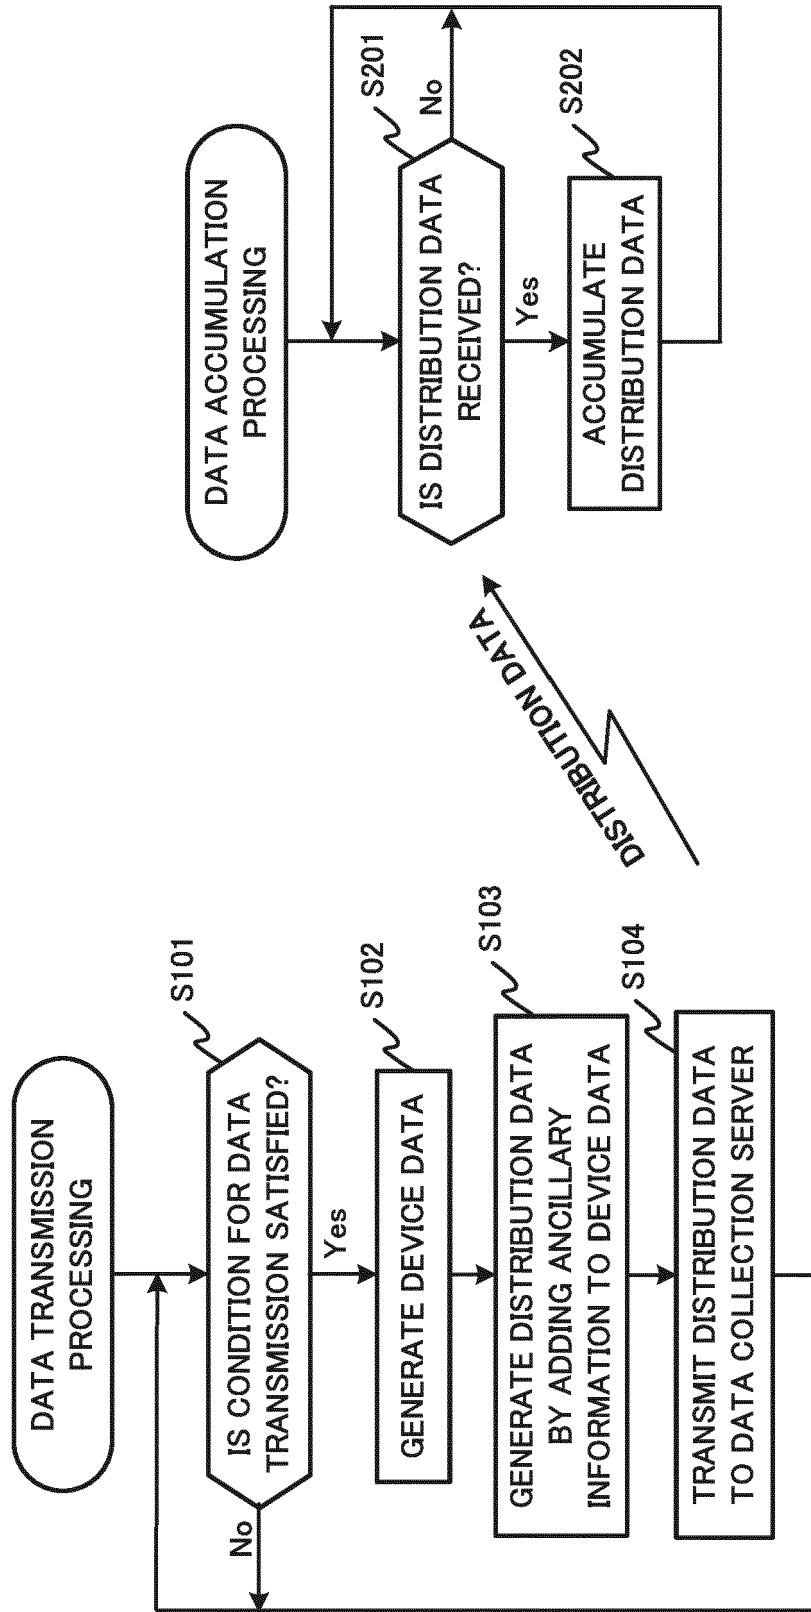 DATA TRANSMISSION
PROCESSING
S101
IS CONDITION FOR DATA
TRANSMISSION SATISFIED?
No
Yes
S102
GENERATE DEVICE DATA
S103
GENERATE DISTRIBUTION DATA
BY ADDING ANCILLARY
INFORMATION TO DEVICE DATA
S104
TRANSMIT DISTRIBUTION DATA
TO DATA COLLECTION SERVER
DISTRIBUTION DATA
DATA ACCUMULATION
PROCESSING
S201
IS DISTRIBUTION DATA
RECEIVED?
No
Yes
S202
ACCUMULATE
DISTRIBUTION DATA